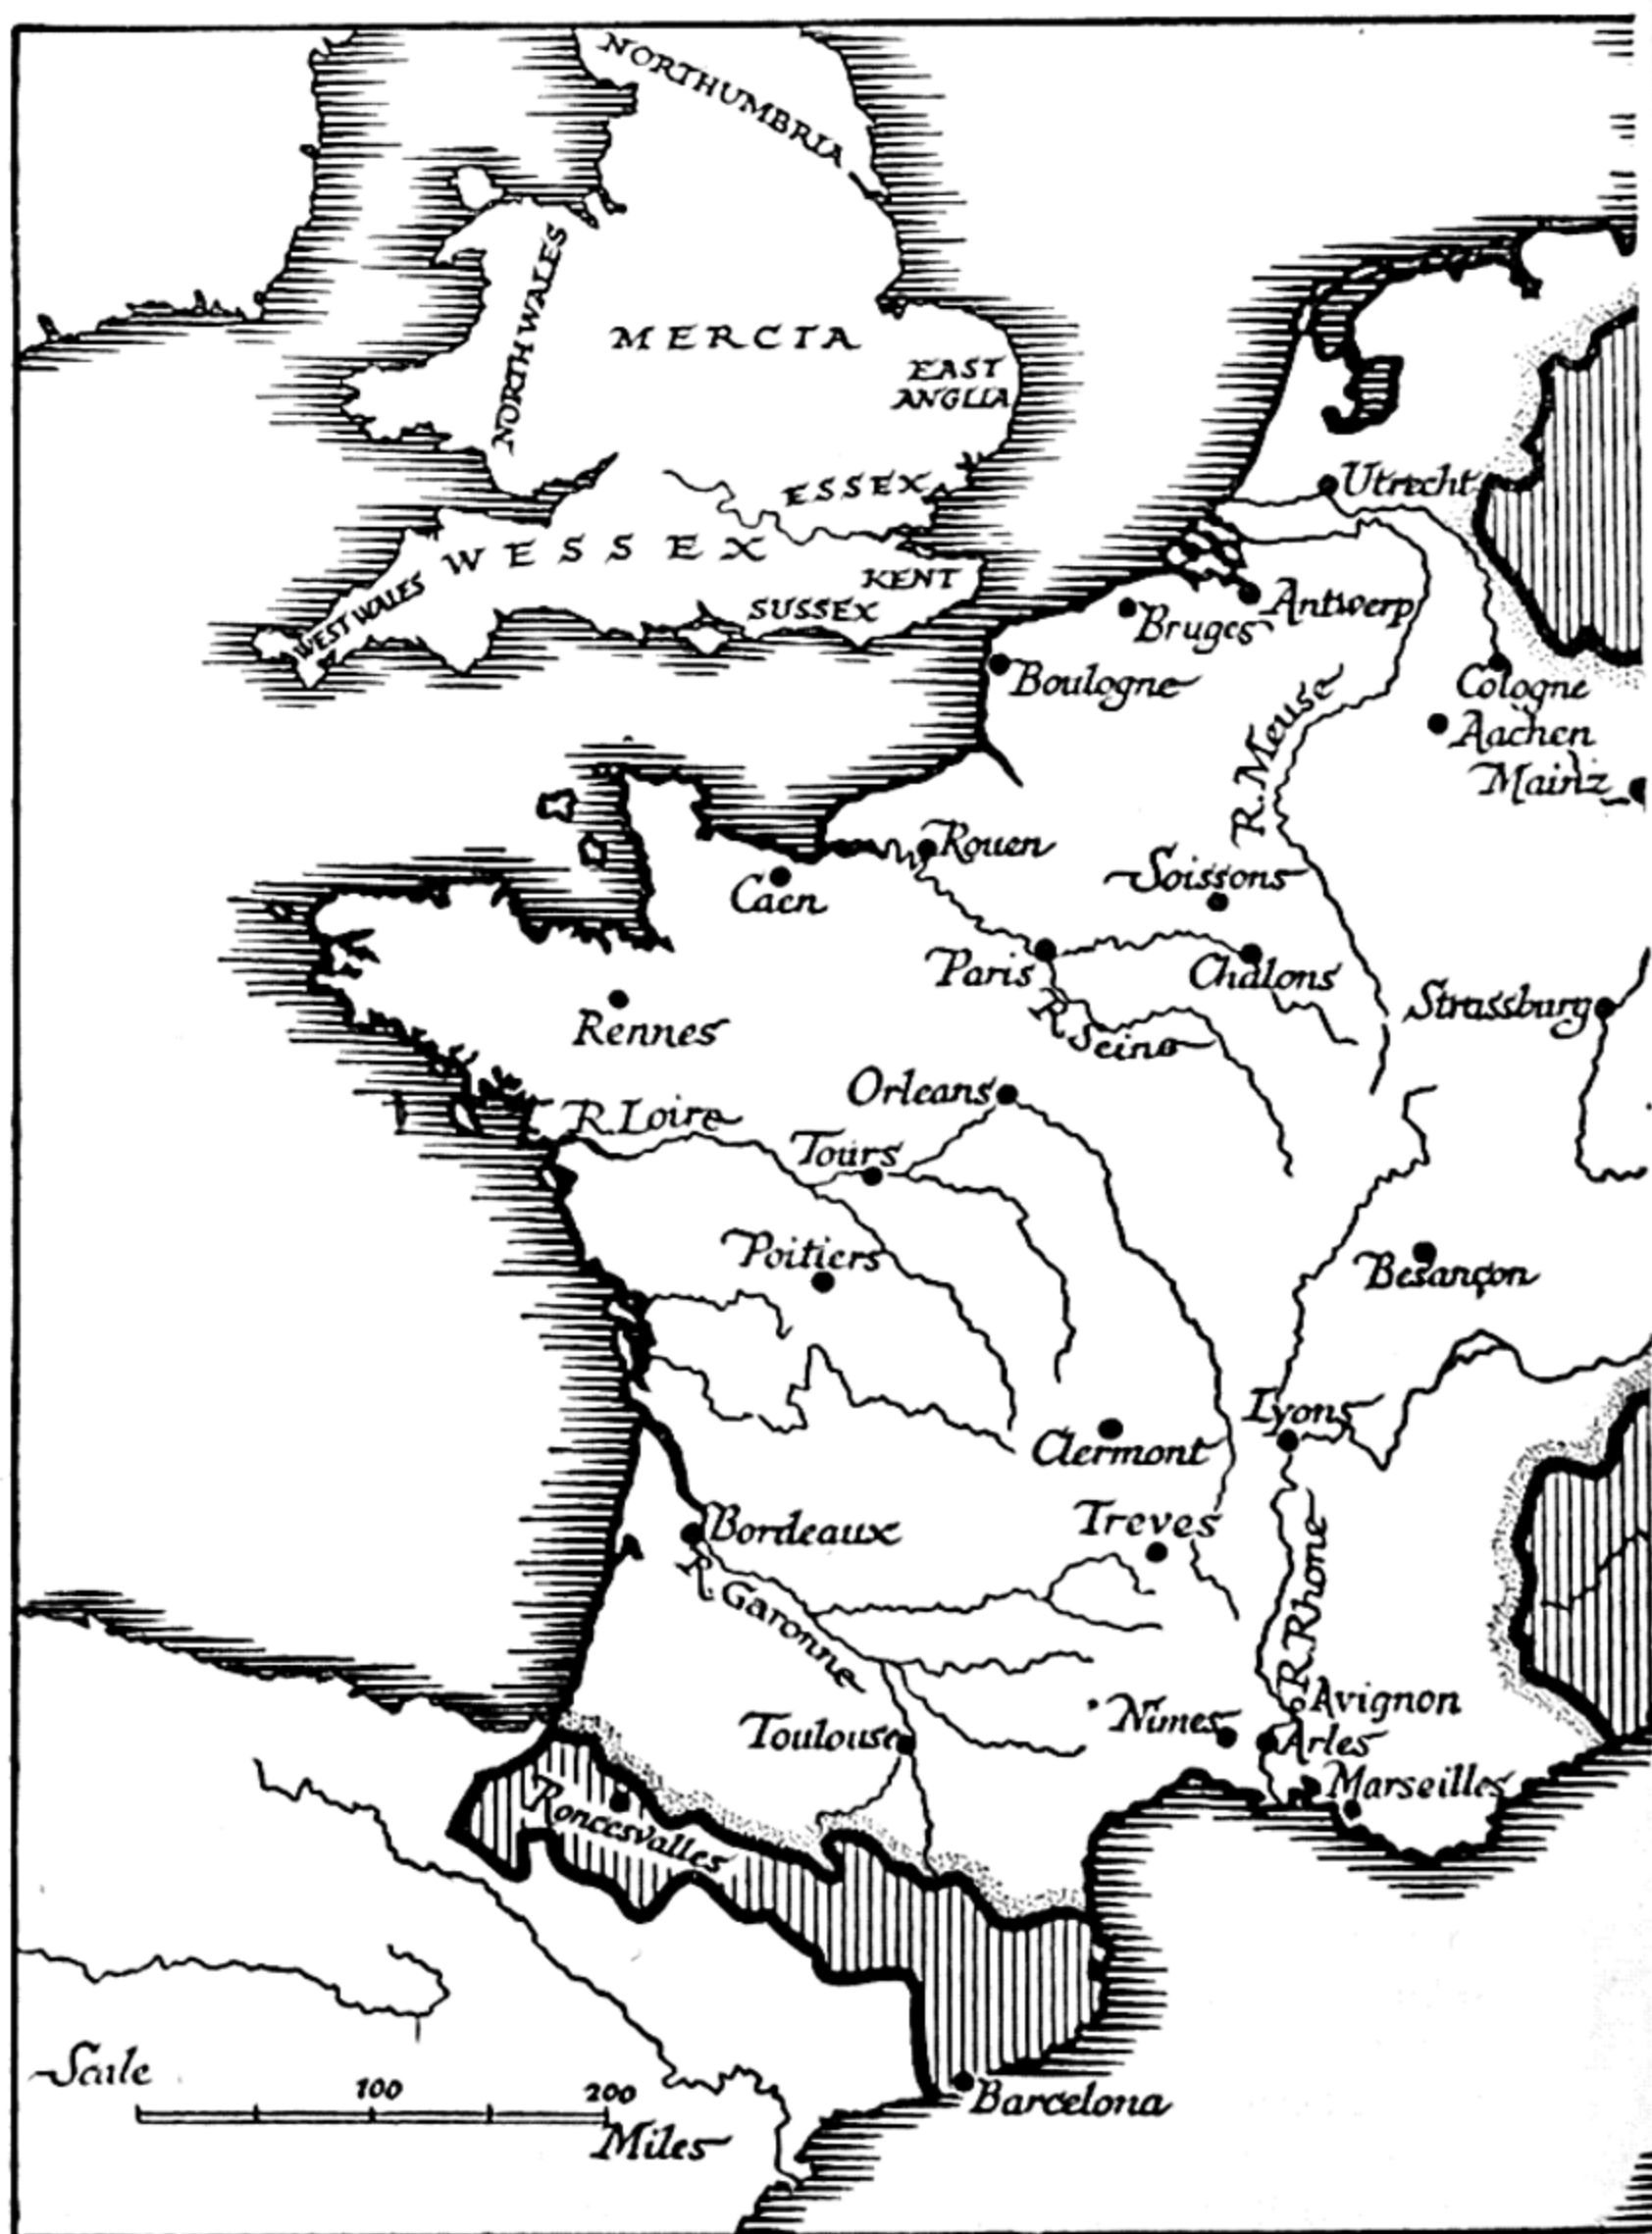 NORTHUMBRIA
NORTH WALES
MERCIA
EAST
ANGLIA
ESSEX
WESSEX
KENT
WEST WALES
SUSSEX
Utrecht
Antwerp
Bruges
Boulogne
Cologne
Aachen
Mainz
R. Meuse
Rouen
Soissons
Caen
Paris
Chalons
Strassburg
Rennes
R. Seine
Orleans
R. Loire
Tours
Poitiers
Besançon
Lyons
Clermont
Bordeaux
Treves
R. Garonne
R. Rhone
Avignon
Nimes
Arles
Toulouse
Marseilles
Roncesvalles
Barcelona
Scale
100
200
Miles